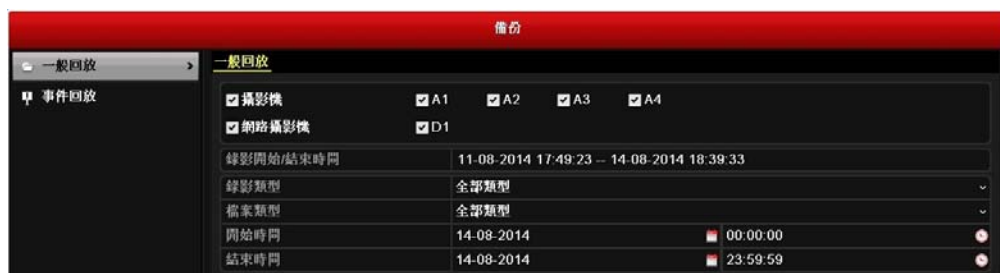 備份
一般回放
事件回放
一般回放
攝影機 A1 A2 A3 A4
網路攝影機 D1
錄影開始/結束時間 11-08-2014 17:49:23 -- 14-08-2014 18:39:33
錄影類型 全部類型
檔案類型 全部類型
開始時間 14-08-2014 00:00:00
結束時間 14-08-2014 23:59:59